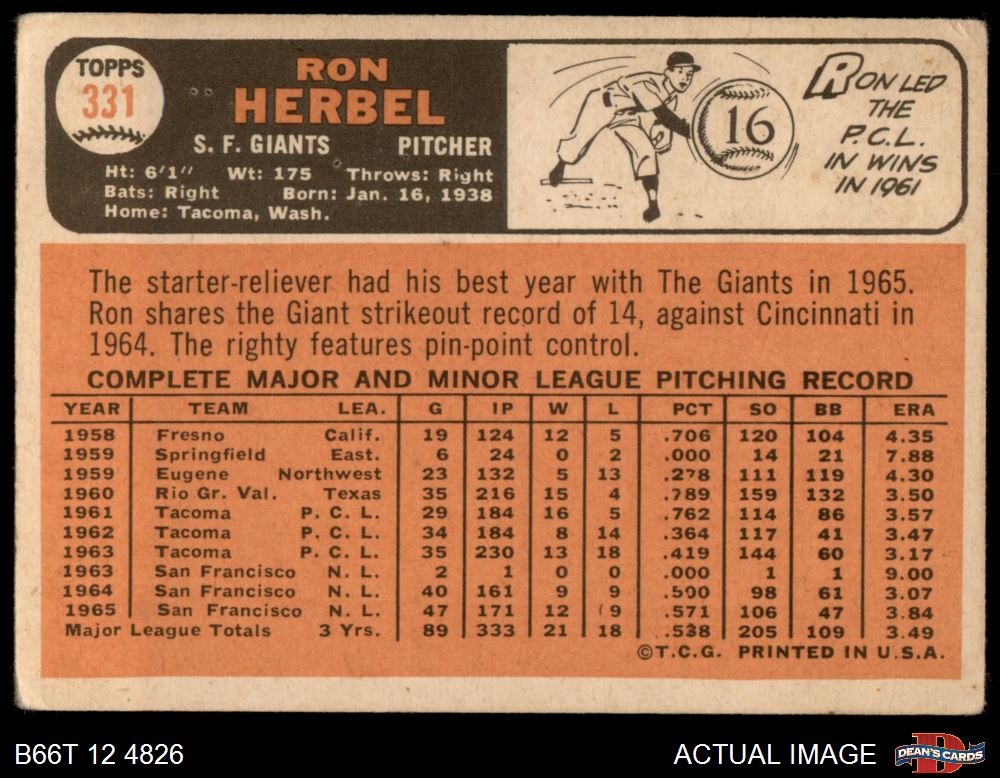 TOPPS
331
RON
HERBEL
S. F. GIANTS PITCHER
Ht: 6'1" Wt: 175 Throws: Right
Bats: Right Born: Jan. 16, 1938
Home: Tacoma, Wash.
16
RON LED
THE
P.C.L.
IN WINS
IN 1961
The starter-reliever had his best year with The Giants in 1965.
Ron shares the Giant strikeout record of 14, against Cincinnati in
1964. The righty features pin-point control.
COMPLETE MAJOR AND MINOR LEAGUE PITCHING RECORD
YEAR TEAM LEA. G IP W L PCT SO BB ERA
1958 Fresno Calif. 19 124 12 5 .706 120 104 4.35
1959 Springfield East. 6 24 0 2 .000 14 21 7.88
1959 Eugene Northwest 23 132 5 13 .278 111 119 4.30
1960 Rio Gr. Val. Texas 35 216 15 4 .789 159 132 3.50
1961 Tacoma P. C. L. 29 184 16 5 .762 114 86 3.57
1962 Tacoma P. C. L. 34 184 8 14 .364 117 41 3.47
1963 Tacoma P. C. L. 35 230 13 18 .419 144 60 3.17
1963 San Francisco N. L. 2 1 0 0 .000 1 1 9.00
1964 San Francisco N. L. 40 161 9 9 .500 98 61 3.07
1965 San Francisco N. L. 47 171 12 9 .571 106 47 3.84
Major League Totals 3 Yrs. 89 333 21 18 .538 205 109 3.49
©T.C.G. PRINTED IN U.S.A.
B66T 12 4826
ACTUAL IMAGE
DEAN'S CARDS